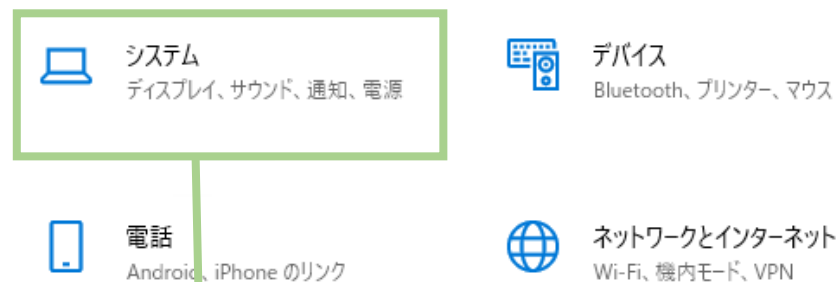 システム
ディスプレイ、サウンド、通知、電源
デバイス
Bluetooth、プリンター、マウス
電話
Android、iPhone のリンク
ネットワークとインターネット
Wi-Fi、機内モード、VPN